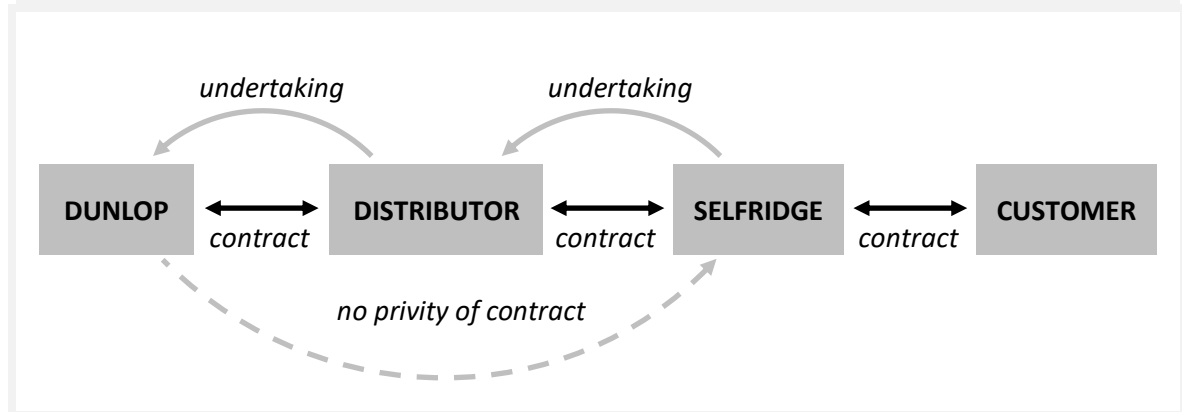 undertaking undertaking
DUNLOP DISTRIBUTOR SELFRIDGE CUSTOMER
contract contract contract
no privity of contract